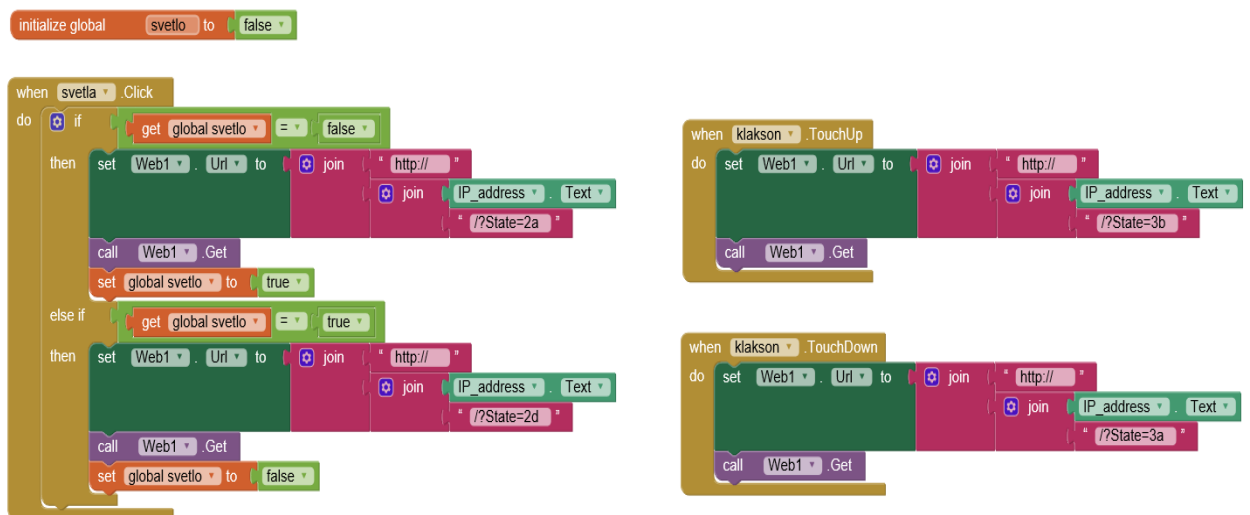 initialize global svetlo to false
when svetla .Click
do if get global svetlo = false
then set Web1 . Url to join " http:// "
join IP_address . Text
" /?State=2a "
call Web1 .Get
set global svetlo to true
else if get global svetlo = true
then set Web1 . Url to join " http:// "
join IP_address . Text
" /?State=2d "
call Web1 .Get
set global svetlo to false
when klakson .TouchUp
do set Web1 . Url to join " http:// "
join IP_address . Text
" /?State=3b "
call Web1 .Get
when klakson .TouchDown
do set Web1 . Url to join " http:// "
join IP_address . Text
" /?State=3a "
call Web1 .Get